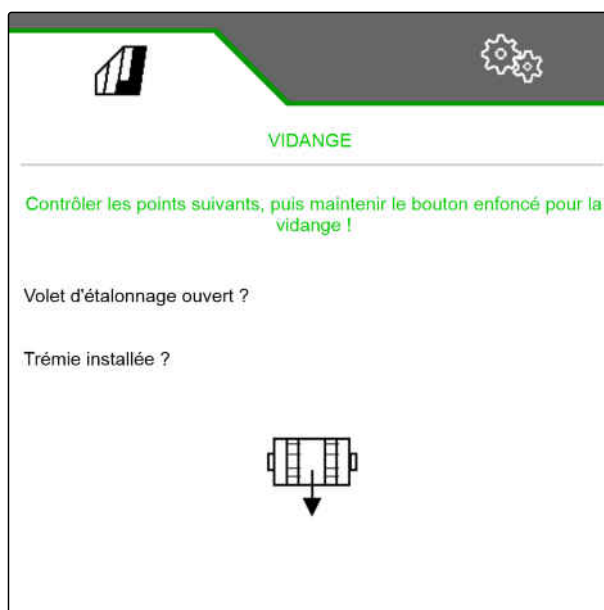 VIDANGE
Contrôler les points suivants, puis maintenir le bouton enfoncé pour la
vidange !
Volet d'étalonnage ouvert ?
Trémie installée ?